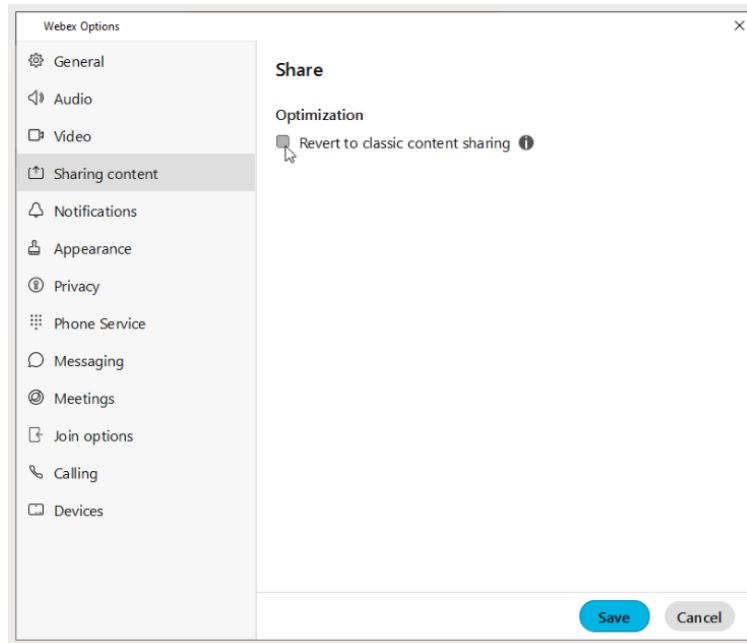 Webex Options
General
Audio
Video
Sharing content
Notifications
Appearance
Privacy
Phone Service
Messaging
Meetings
Join options
Calling
Devices
Share
Optimization
Revert to classic content sharing
Save
Cancel